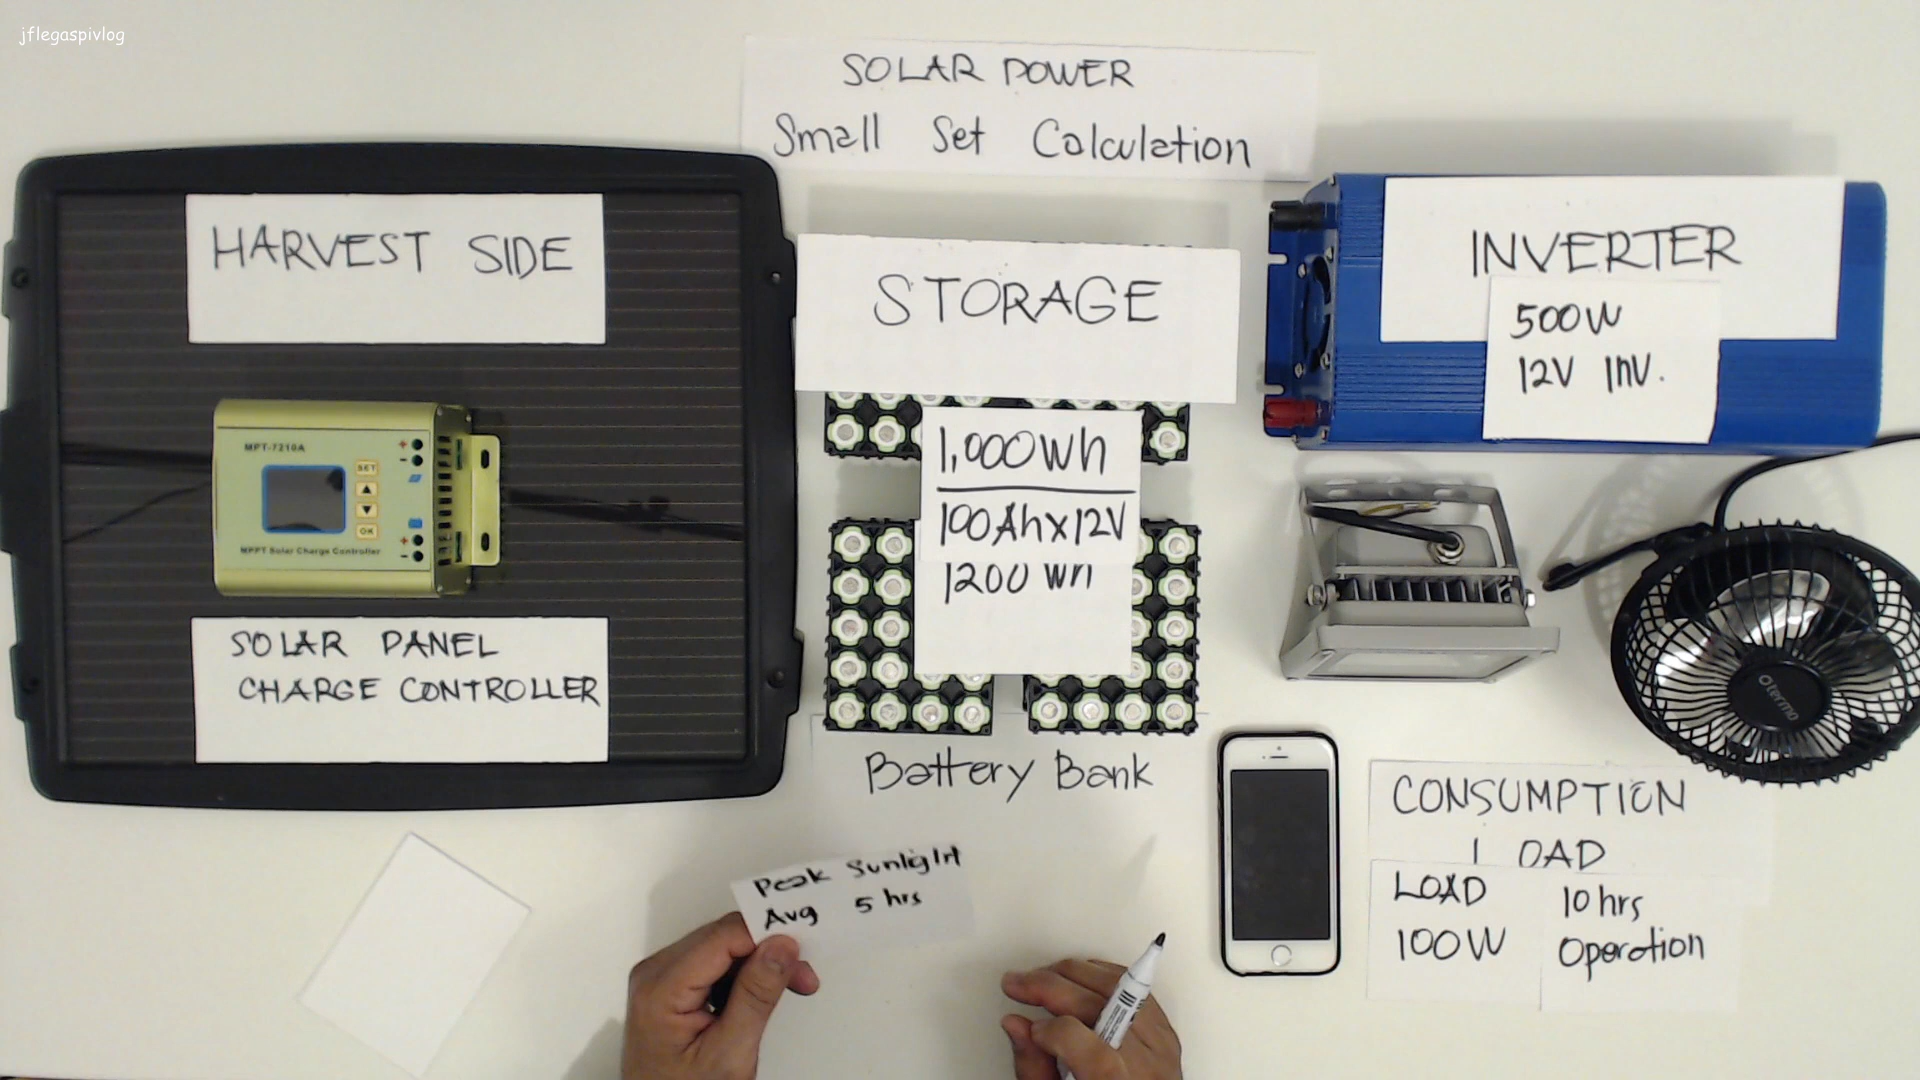 jflegaspivlog
SOLAR POWER
Small Set Calculation
HARVEST SIDE
MPT-7210A
SET
OK
MPPT Solar Charge Controller
SOLAR PANEL
CHARGE CONTROLLER
STORAGE
1,000Wh
100Ahx12V
1200 Wh
Battery Bank
INVERTER
500W
12V INV.
Otermo
CONSUMPTION
LOAD
LOAD
100W
10 hrs
Operation
Peak Sunlight
Avg 5 hrs